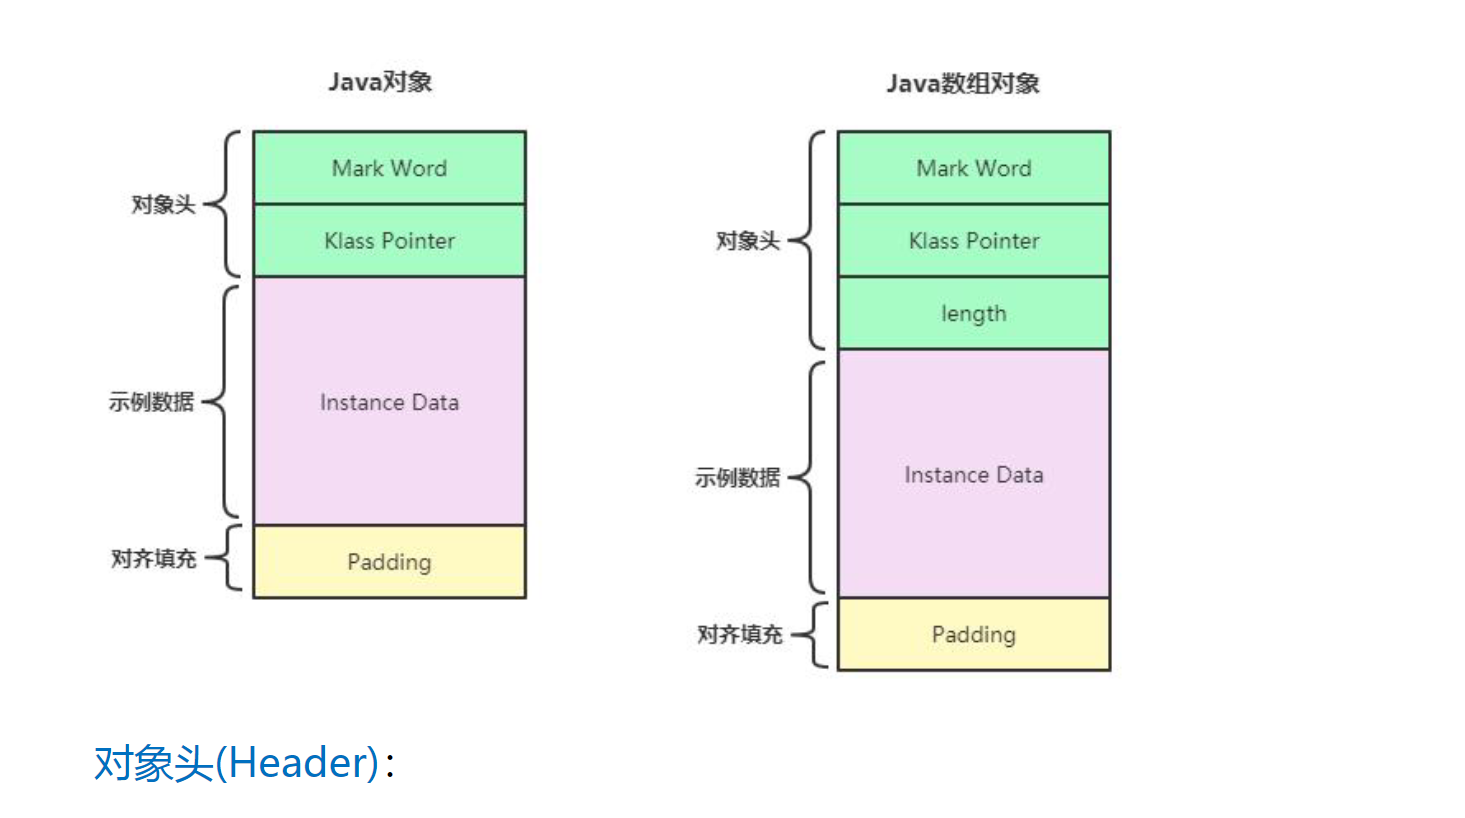 Java对象
Mark Word
对象头
Klass Pointer
示例数据
Instance Data
对齐填充
Padding
Java数组对象
Mark Word
对象头
Klass Pointer
length
示例数据
Instance Data
对齐填充
Padding
对象头(Header)：